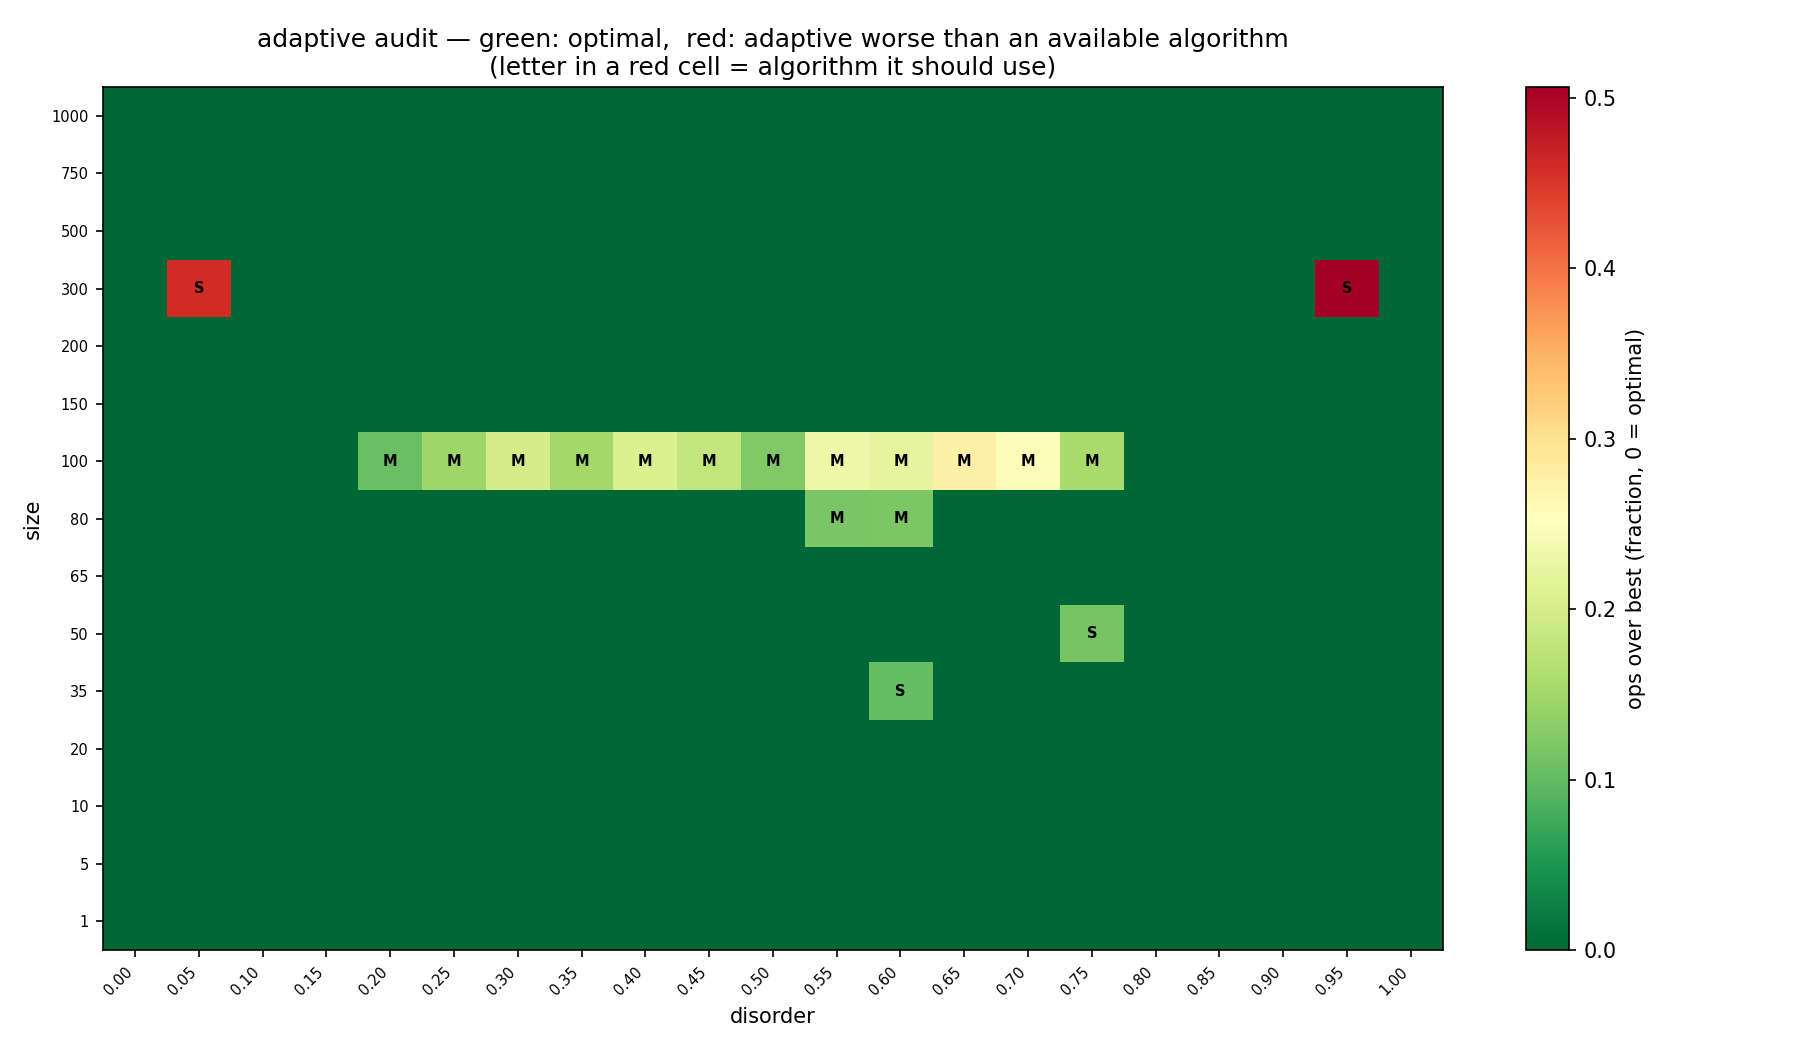 adaptive audit — green: optimal,  red: adaptive worse than an available algorithm
(letter in a red cell = algorithm it should use)
size
1000
750
500
300
200
150
100
80
65
50
35
20
10
5
1
S S
M M M M M M M M M M M M
M M
S
S
0.00 0.05 0.10 0.15 0.20 0.25 0.30 0.35 0.40 0.45 0.50 0.55 0.60 0.65 0.70 0.75 0.80 0.85 0.90 0.95 1.00
disorder
0.5
0.4
0.3
0.2
0.1
0.0
ops over best (fraction, 0 = optimal)